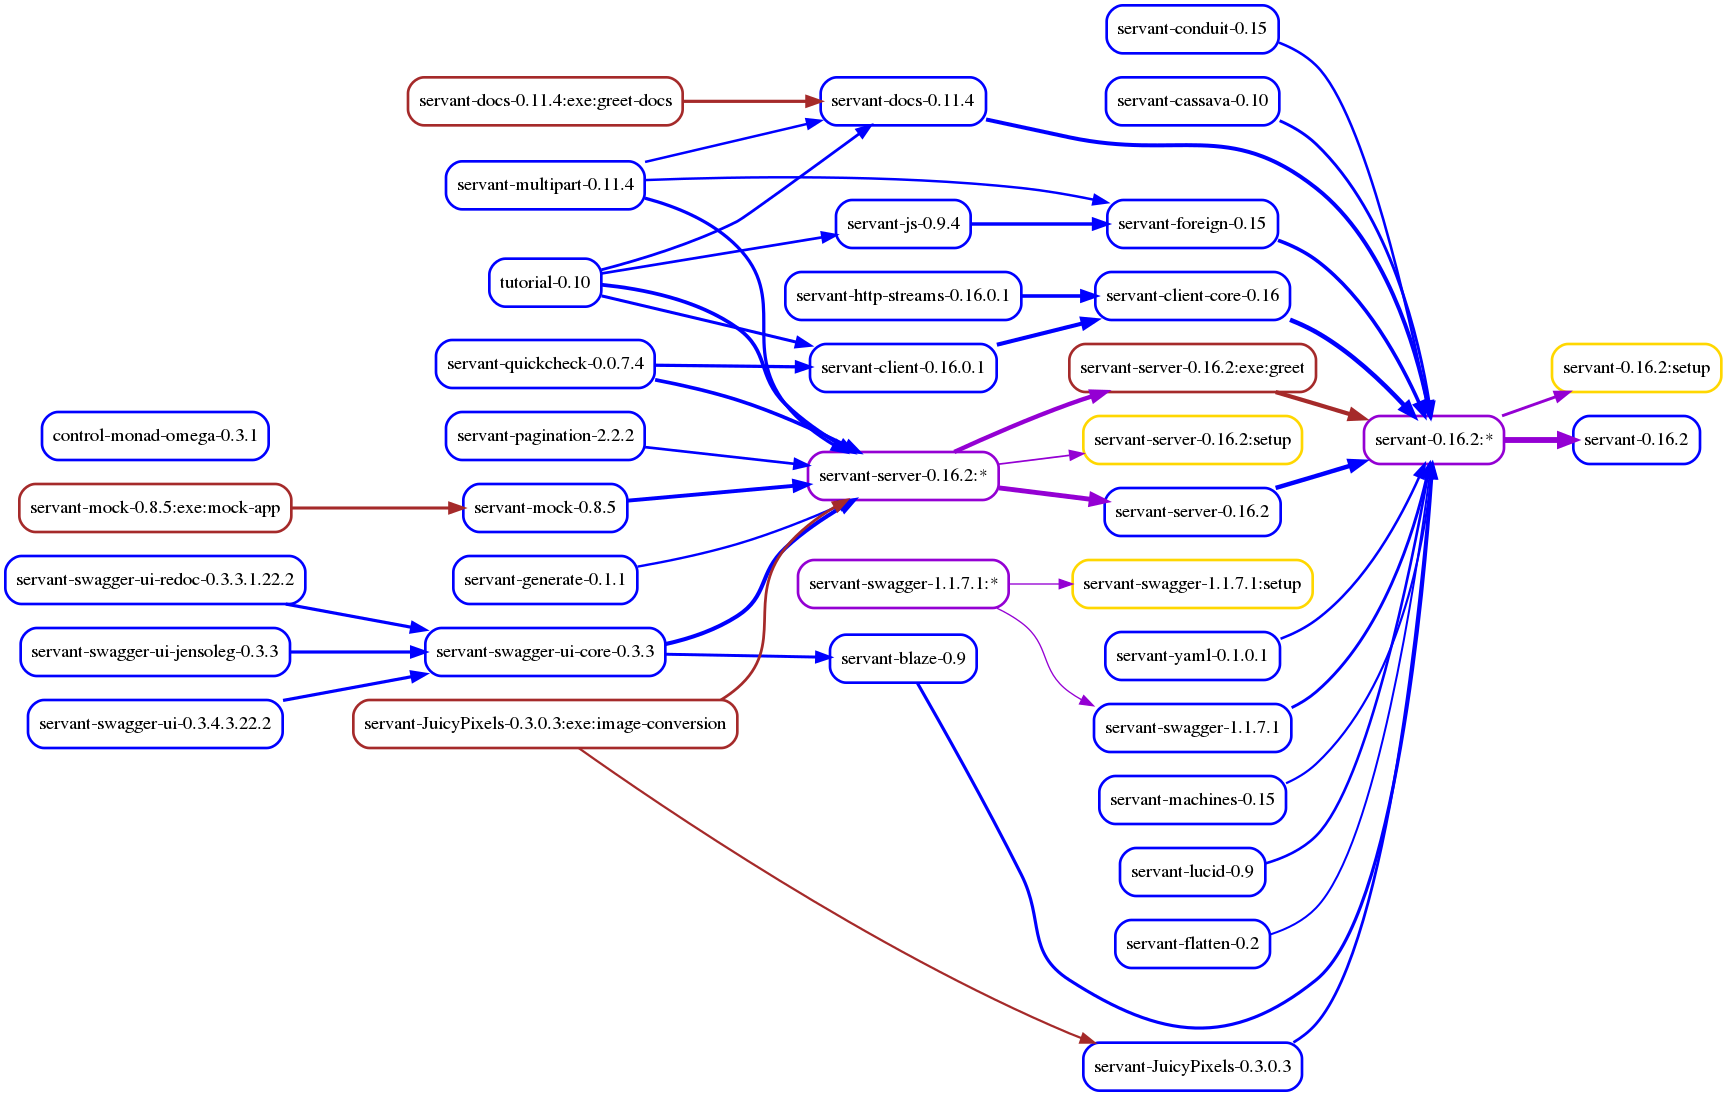 servant-conduit-0.15
servant-docs-0.11.4:exe:greet-docs
servant-docs-0.11.4
servant-cassava-0.10
servant-multipart-0.11.4
servant-js-0.9.4
servant-foreign-0.15
tutorial-0.10
servant-http-streams-0.16.0.1
servant-client-core-0.16
servant-quickcheck-0.0.7.4
servant-client-0.16.0.1
servant-server-0.16.2:exe:greet
servant-0.16.2:setup
control-monad-omega-0.3.1
servant-pagination-2.2.2
servant-server-0.16.2:setup
servant-0.16.2:*
servant-0.16.2
servant-server-0.16.2:*
servant-mock-0.8.5:exe:mock-app
servant-mock-0.8.5
servant-server-0.16.2
servant-swagger-ui-redoc-0.3.3.1.22.2
servant-generate-0.1.1
servant-swagger-1.1.7.1:*
servant-swagger-1.1.7.1:setup
servant-swagger-ui-jensoleg-0.3.3
servant-swagger-ui-core-0.3.3
servant-blaze-0.9
servant-yaml-0.1.0.1
servant-swagger-ui-0.3.4.3.22.2
servant-JuicyPixels-0.3.0.3:exe:image-conversion
servant-swagger-1.1.7.1
servant-machines-0.15
servant-lucid-0.9
servant-flatten-0.2
servant-JuicyPixels-0.3.0.3